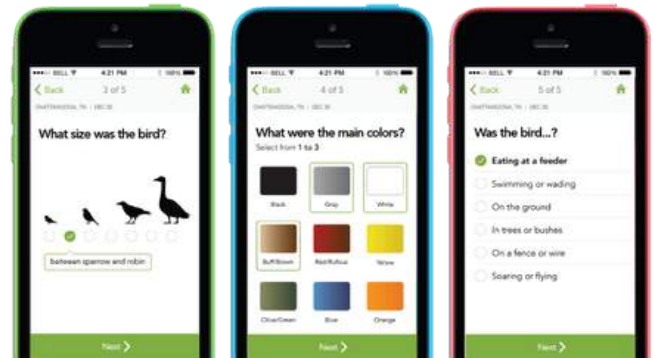 BELL 4:21 PM 100%
Back 3 of 5
CHATTANOOGA, TN | DEC 30
What size was the bird?
between sparrow and robin
Next
BELL 4:21 PM 100%
Back 4 of 5
CHATTANOOGA, TN | DEC 30
What were the main colors?
Select from 1 to 3
Black Gray White
Buff/Brown Red/Rufous Yellow
Olive/Green Blue Orange
Next
BELL 4:21 PM 100%
Back 5 of 5
CHATTANOOGA, TN | DEC 30
Was the bird...?
Eating at a feeder
Swimming or wading
On the ground
In trees or bushes
On a fence or wire
Soaring or flying
Next